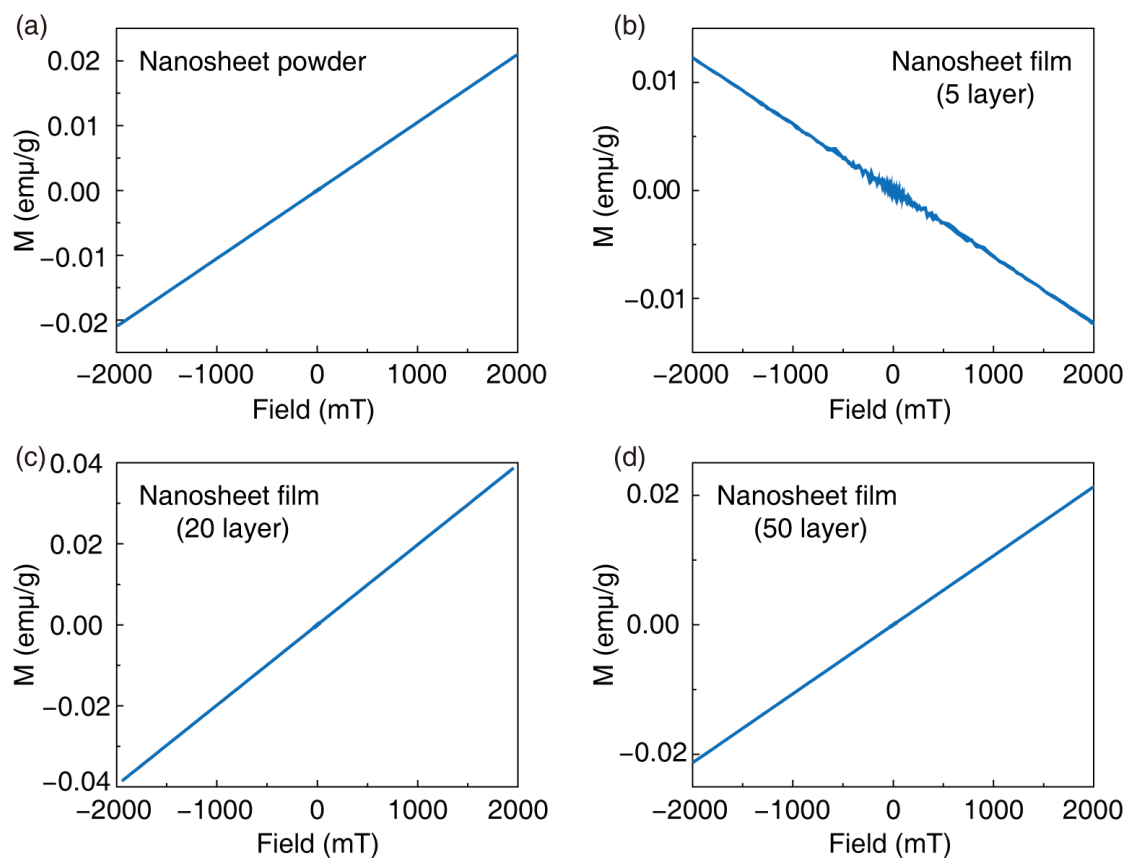 (a)
Nanosheet powder
M (emμ/g)
0.02
0.01
0.00
−0.01
−0.02
−2000 −1000 0 1000 2000
Field (mT)
(b)
Nanosheet film
(5 layer)
M (emμ/g)
0.01
0.00
−0.01
−2000 −1000 0 1000 2000
Field (mT)
(c)
Nanosheet film
(20 layer)
M (emμ/g)
0.04
0.02
0.00
−0.02
−0.04
−2000 −1000 0 1000 2000
Field (mT)
(d)
Nanosheet film
(50 layer)
M (emμ/g)
0.02
0.00
−0.02
−2000 −1000 0 1000 2000
Field (mT)